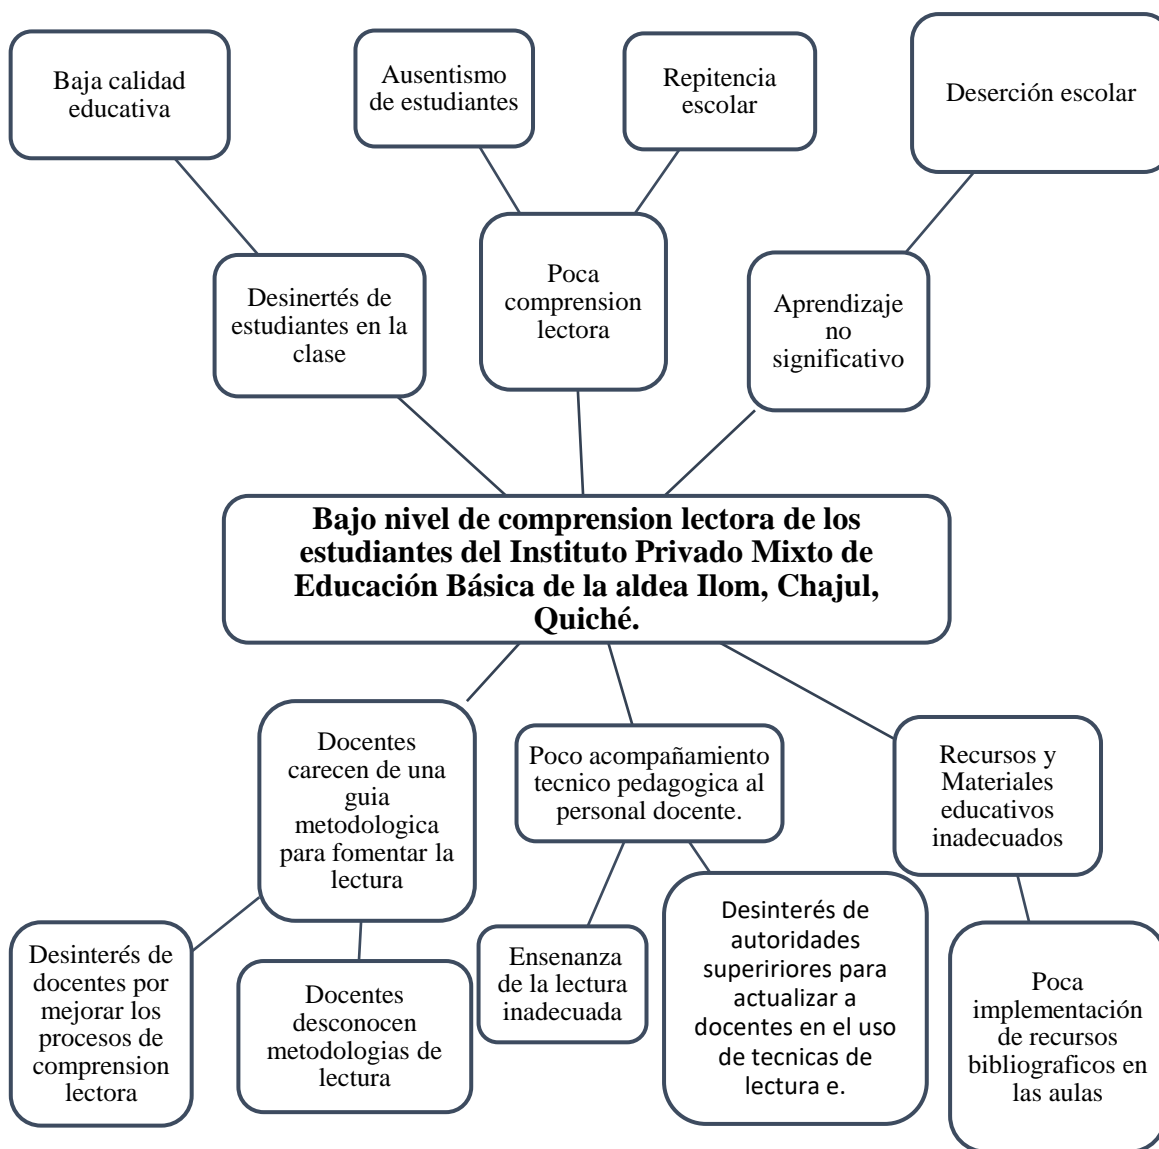 Baja calidad
educativa
Ausentismo
de estudiantes
Repitencia
escolar
Deserción escolar
Desinertés de
estudiantes en la
clase
Poca
comprension
lectora
Aprendizaje
no
significativo
Bajo nivel de comprension lectora de los
estudiantes del Instituto Privado Mixto de
Educación Básica de la aldea Ilom, Chajul,
Quiché.
Docentes
carecen de una
guia
metodologica
para fomentar la
lectura
Poco acompañamiento
tecnico pedagogica al
personal docente.
Recursos y
Materiales
educativos
inadecuados
Desinterés de
docentes por
mejorar los
procesos de
comprension
lectora
Docentes
desconocen
metodologias de
lectura
Ensenanza
de la lectura
inadecuada
Desinterés de
autoridades
supeririores para
actualizar a
docentes en el uso
de tecnicas de
lectura e.
Poca
implementación
de recursos
bibliograficos en
las aulas